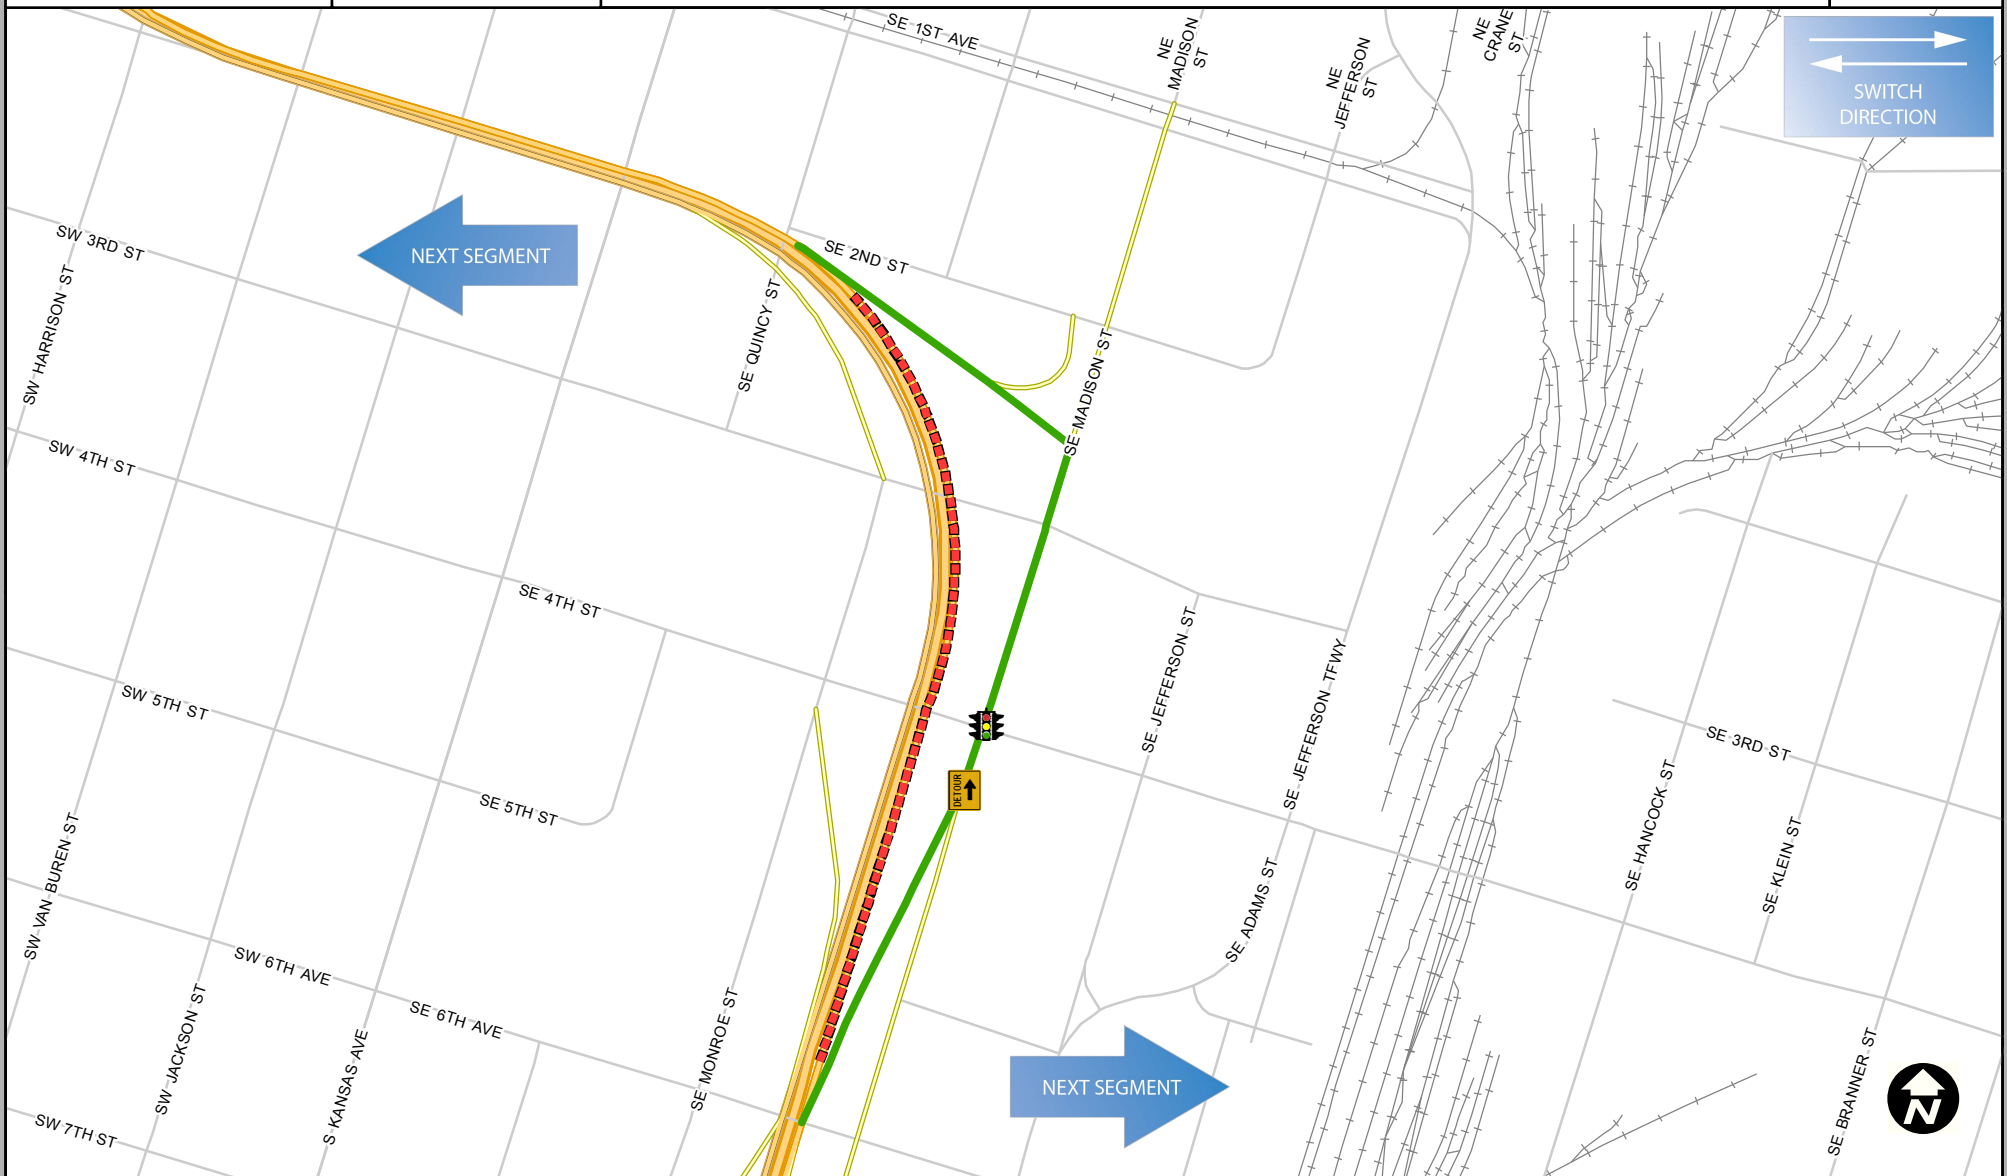 SE 1ST AVE
NE
MADISON
ST
NE
JEFFERSON
ST
NE
CRANE
ST
SWITCH
DIRECTION
SW 3RD ST
NEXT SEGMENT
SE 2ND ST
SW HARRISON ST
SE QUINCY ST
SE MADISON ST
SW 4TH ST
SE 4TH ST
SE JEFFERSON ST
SE JEFFERSON TFWY
SW 5TH ST
SE 3RD ST
DETOUR
SE 5TH ST
SE HANCOCK ST
SE KLEIN ST
SW VAN BUREN ST
SE ADAMS ST
SW 6TH AVE
SE 6TH AVE
SW JACKSON ST
S KANSAS AVE
SE MONROE ST
NEXT SEGMENT
SE BRANNER ST
N
SW 7TH ST